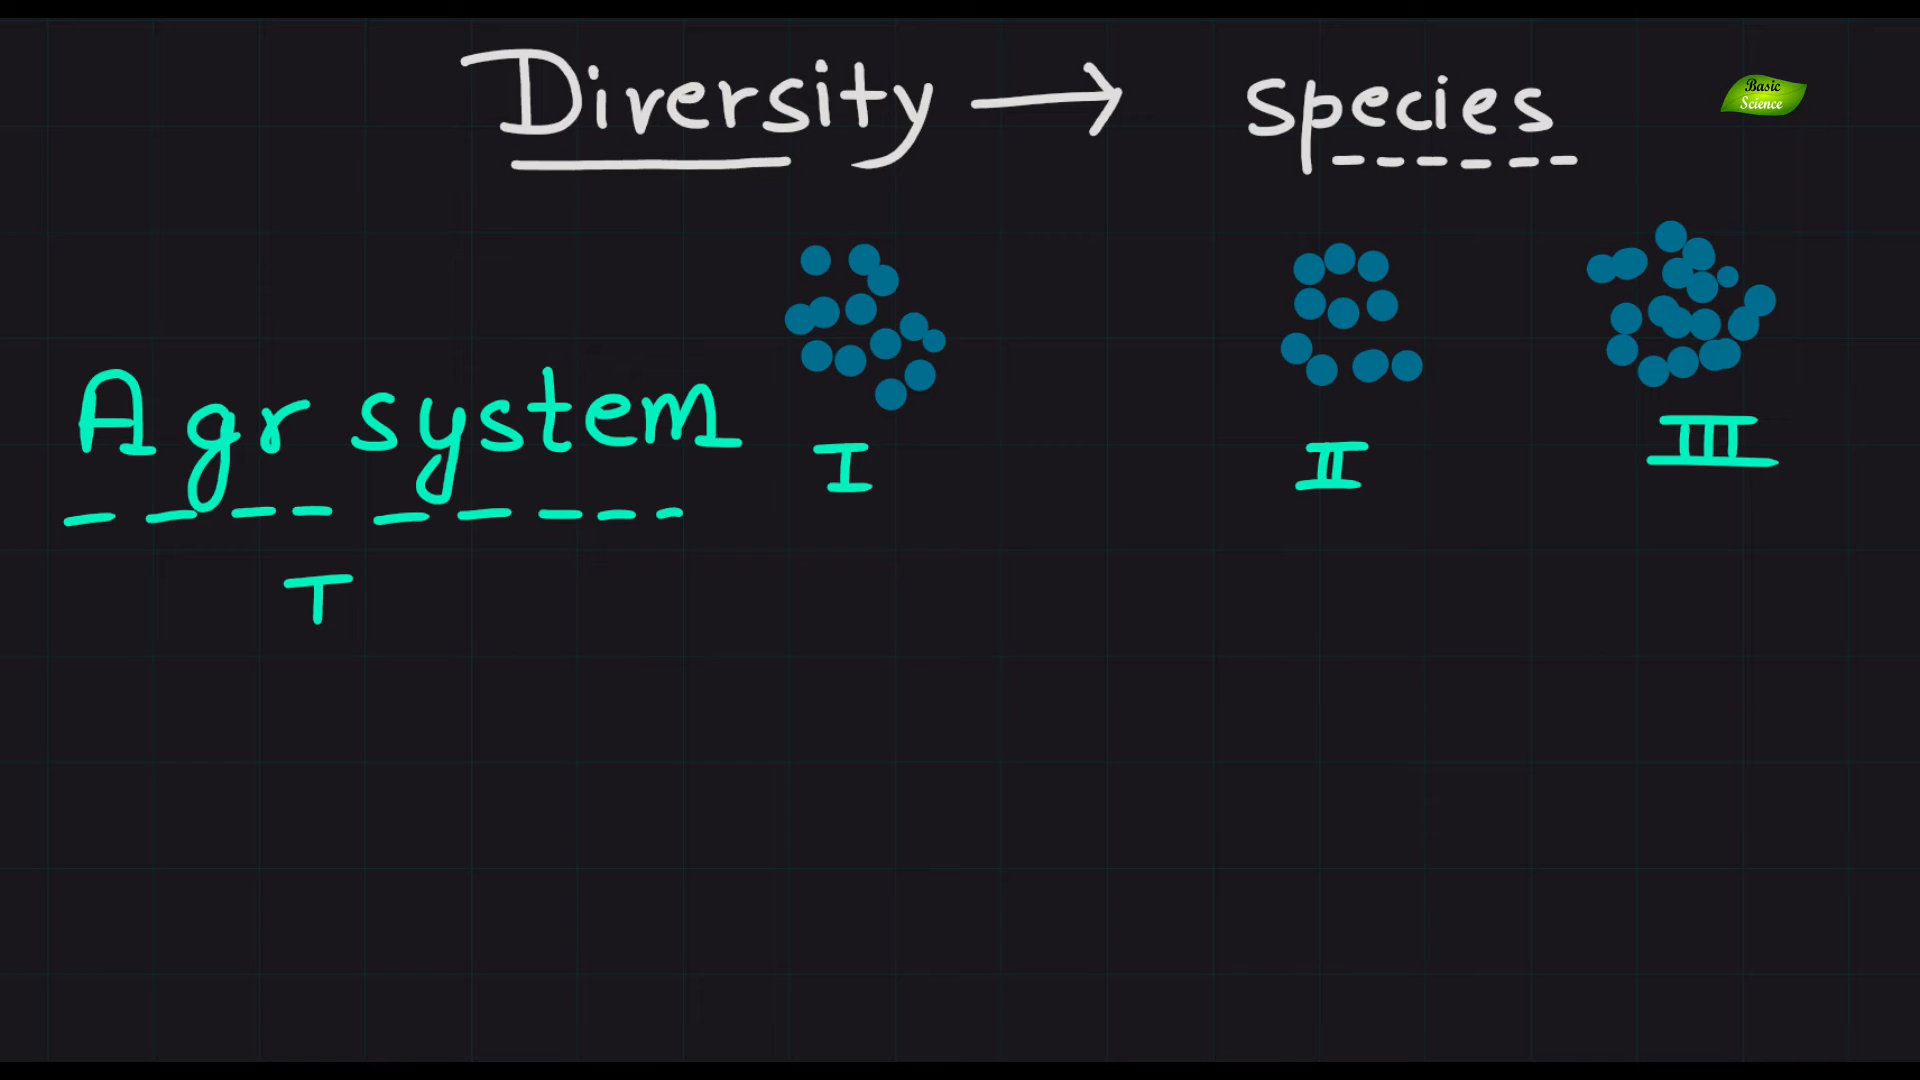 Diversity → species
Basic
Science
Agr system
I II III
T